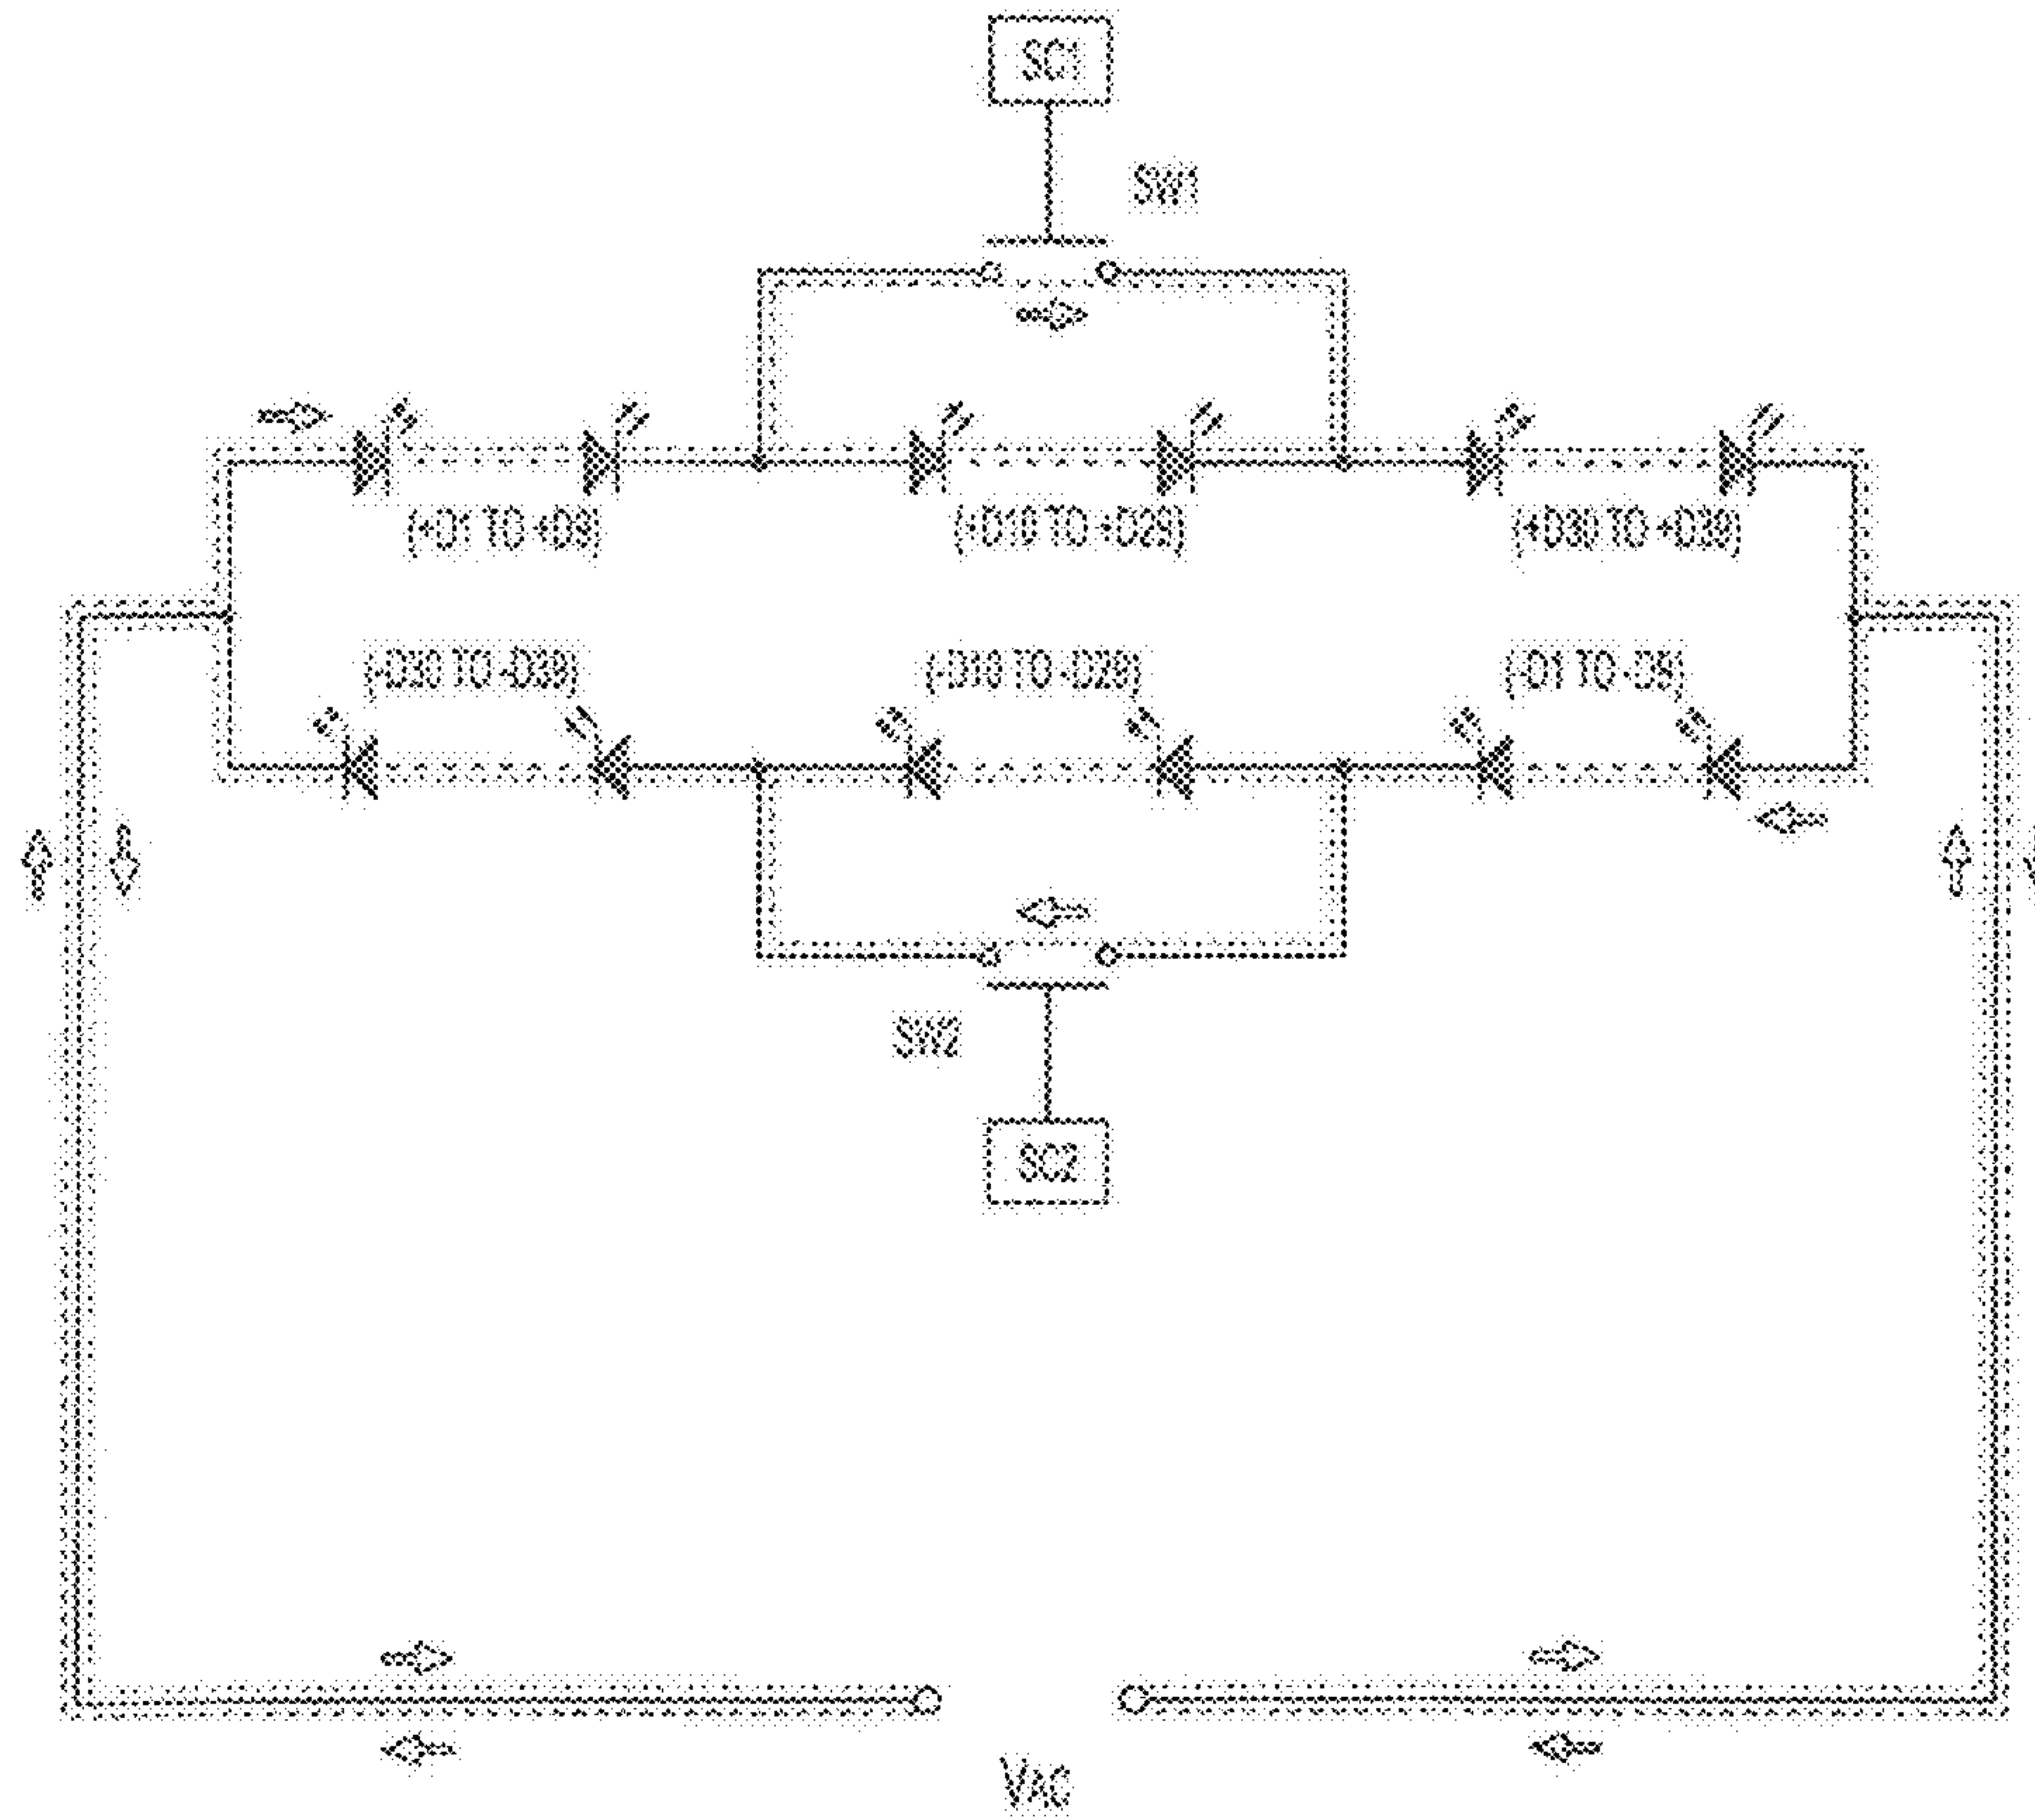 SC1
SW1
(+D1 TO +D9)
(+D10 TO +D29)
(+D30 TO +D39)
(-D30 TO -D39)
(-D10 TO -D29)
(-D1 TO -D9)
SW2
SC2
VAC